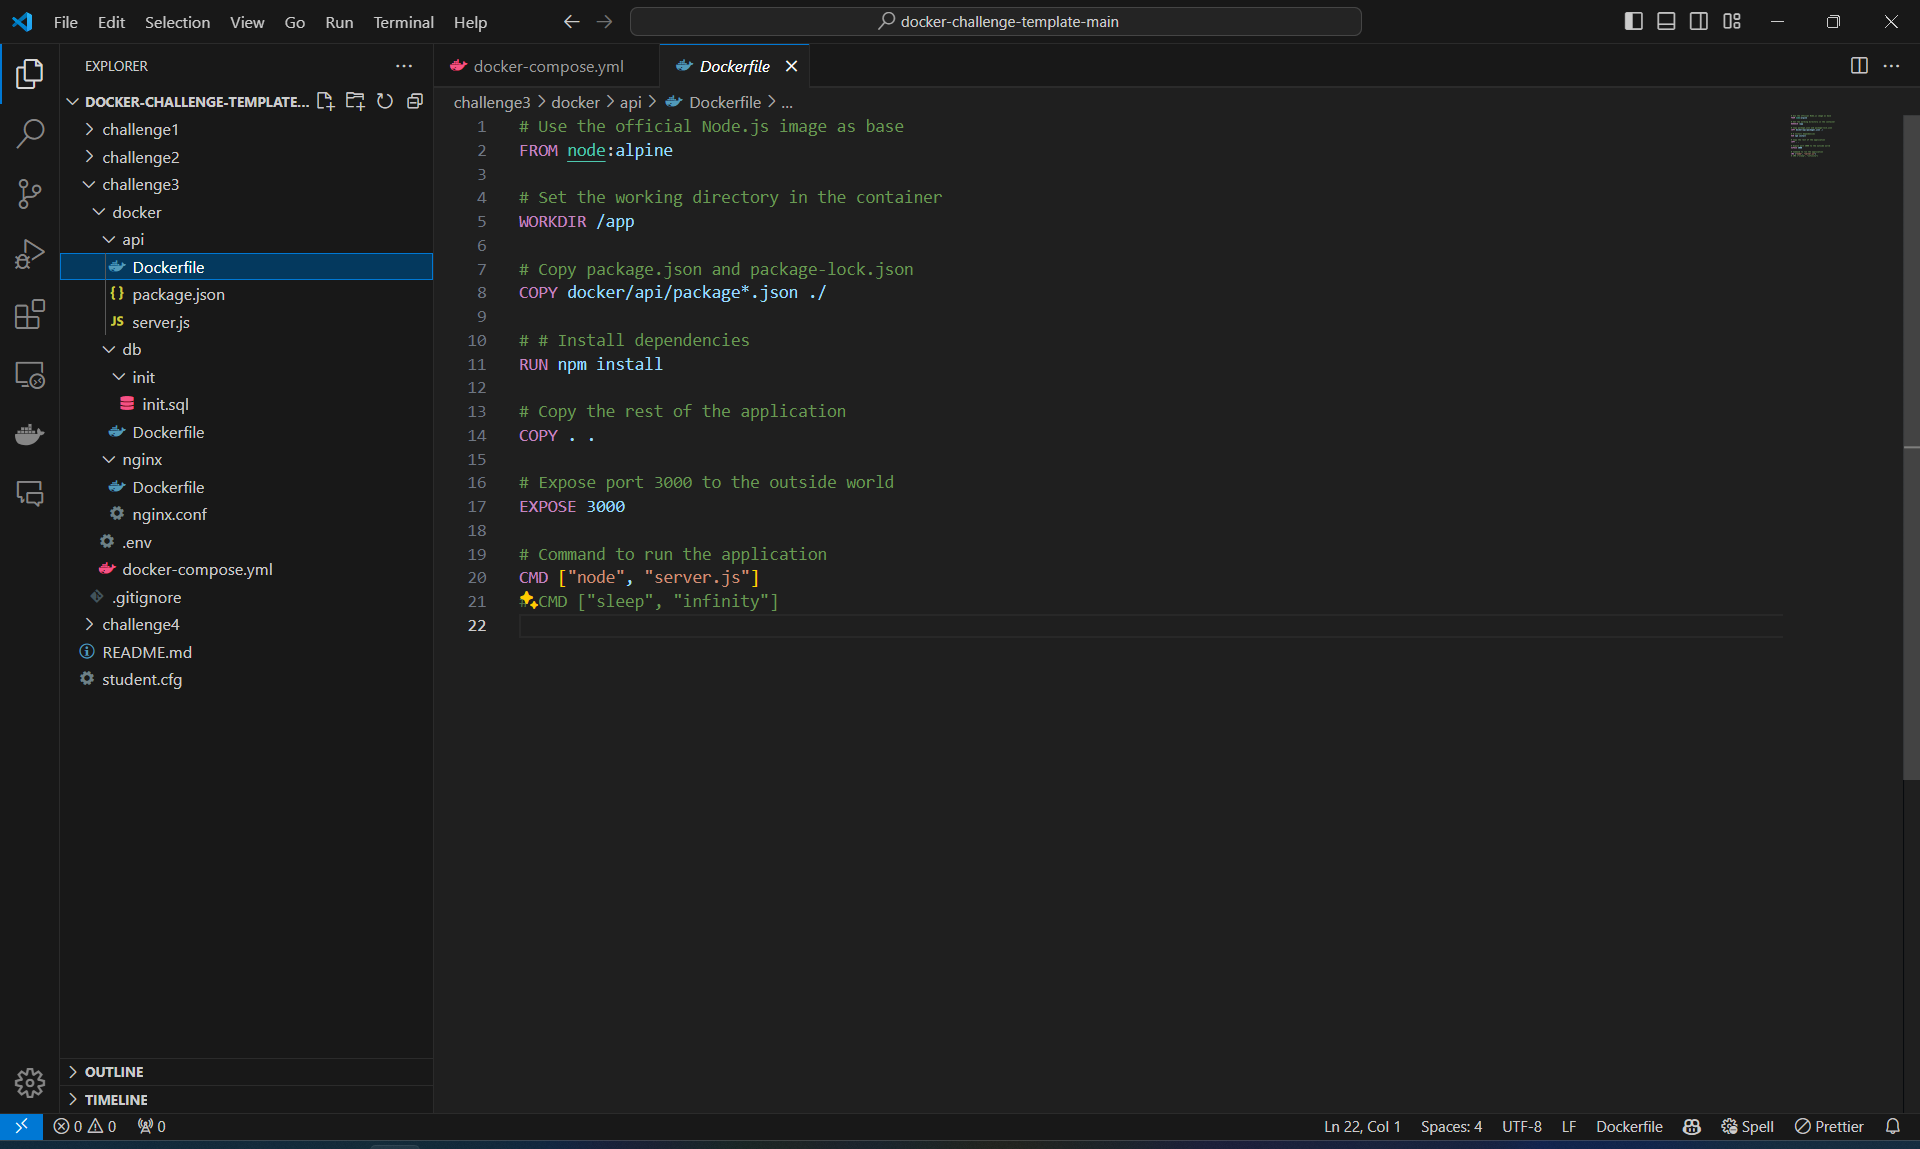 File Edit Selection View Go Run Terminal Help
docker-challenge-template-main
EXPLORER
DOCKER-CHALLENGE-TEMPLATE...
challenge1
challenge2
challenge3
docker
api
Dockerfile
{} package.json
JS server.js
db
init
init.sql
Dockerfile
nginx
Dockerfile
nginx.conf
.env
docker-compose.yml
.gitignore
challenge4
README.md
student.cfg
OUTLINE
TIMELINE
docker-compose.yml Dockerfile
challenge3 > docker > api > Dockerfile > ...
1 # Use the official Node.js image as base
2 FROM node:alpine
3
4 # Set the working directory in the container
5 WORKDIR /app
6
7 # Copy package.json and package-lock.json
8 COPY docker/api/package*.json ./
9
10 # # Install dependencies
11 RUN npm install
12
13 # Copy the rest of the application
14 COPY . .
15
16 # Expose port 3000 to the outside world
17 EXPOSE 3000
18
19 # Command to run the application
20 CMD ["node", "server.js"]
21 # CMD ["sleep", "infinity"]
22
0 0 0
Ln 22, Col 1 Spaces: 4 UTF-8 LF Dockerfile Spell Prettier